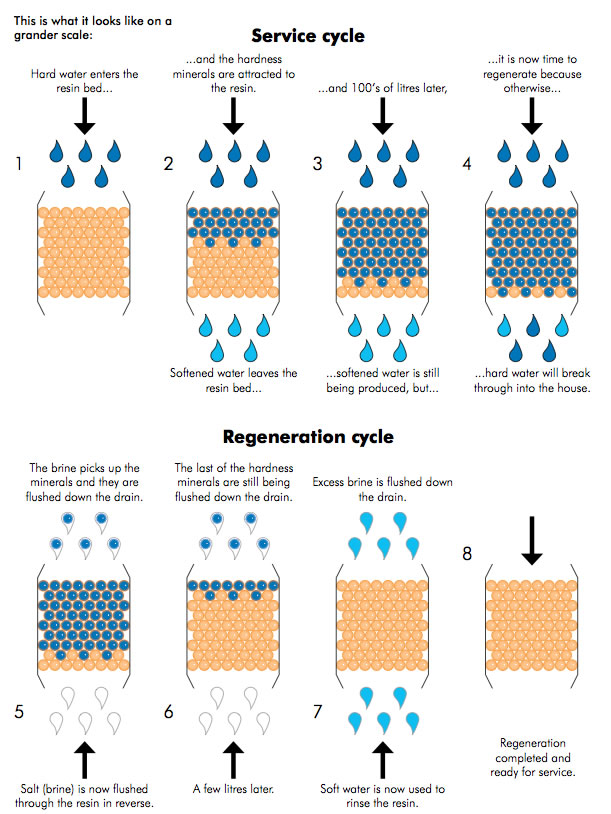 This is what it looks like on a
grander scale:
Service cycle
Hard water enters the
resin bed...
...and the hardness
minerals are attracted to
the resin.
...and 100's of litres later,
...it is now time to
regenerate because
otherwise...
1
2
3
4
Softened water leaves the
resin bed...
...softened water is still
being produced, but...
...hard water will break
through into the house.
Regeneration cycle
The brine picks up the
minerals and they are
flushed down the drain.
The last of the hardness
minerals are still being
flushed down the drain.
Excess brine is flushed down
the drain.
8
5
6
7
Salt (brine) is now flushed
through the resin in reverse.
A few litres later.
Soft water is now used to
rinse the resin.
Regeneration
completed and
ready for service.